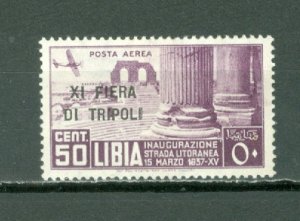 POSTA AEREA
XI FIERA
DI TRIPOLI
CENT.
50 LIBIA
INAUGURAZIONE
STRADA LITORANEA
15 MARZO 1937-XV